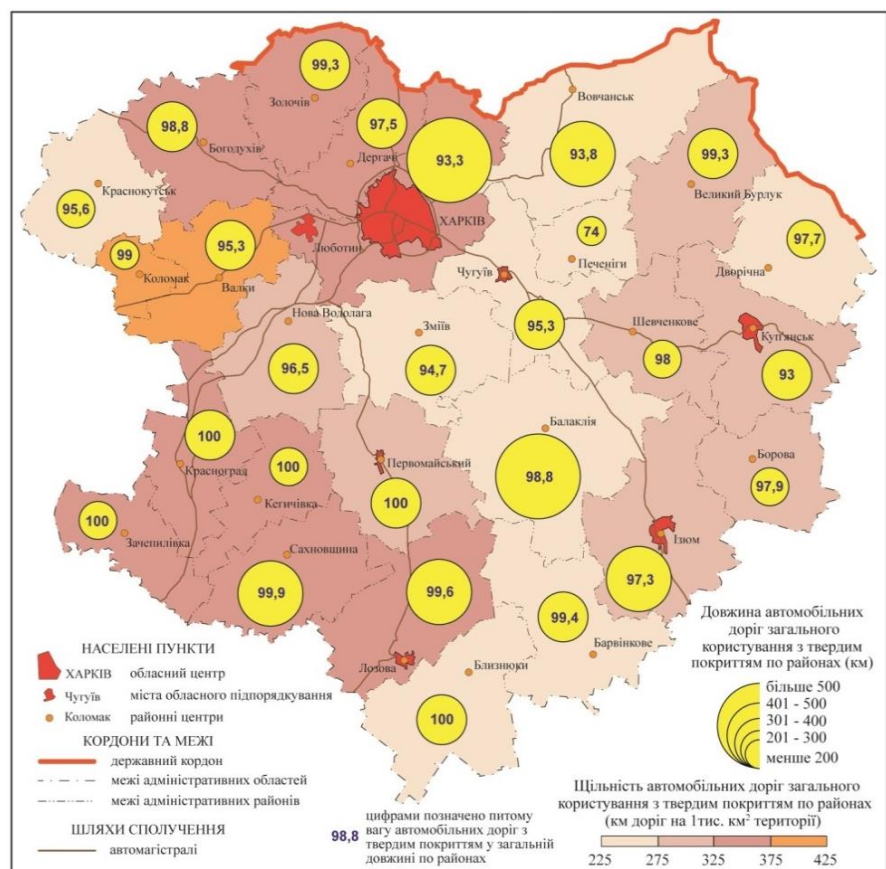 99,3
Золочів
98,8
Богодухів
97,5
Дергачі
93,3
ХАРКІВ
Вовчанськ
93,8
99,3
Великий Бурлук
Краснокутськ
95,6
99
Коломак
95,3
Валки
Люботин
Чугуїв
74
Печеніги
97,7
Дворічна
Нова Водолага
96,5
Зміїв
94,7
95,3
Шевченкове
98
Куп'янськ
93
100
Красноград
100
Кегичівка
Первомайський
100
Балаклія
98,8
Борова
97,9
100
Зачепилівка
Сахновщина
99,9
99,6
Ізюм
97,3
99,4
Барвінкове
Лозова
Близнюки
100
НАСЕЛЕНІ ПУНКТИ
ХАРКІВ обласний центр
Чугуїв міста обласного підпорядкування
Коломак районні центри
КОРДОНИ ТА МЕЖІ
державний кордон
межі адміністративних областей
межі адміністративних районів
ШЛЯХИ СПОЛУЧЕННЯ
автомагістралі
98,8
цифрами позначено питому
вагу автомобільних доріг з
твердим покриттям у загальній
довжині по районах
Довжина автомобільних
доріг загального
користування з твердим
покриттям по районах (км)
більше 500
401 - 500
301 - 400
201 - 300
менше 200
Щільність автомобільних доріг загального
користування з твердим покриттям по районах
(км доріг на 1тис. км² території)
225 275 325 375 425